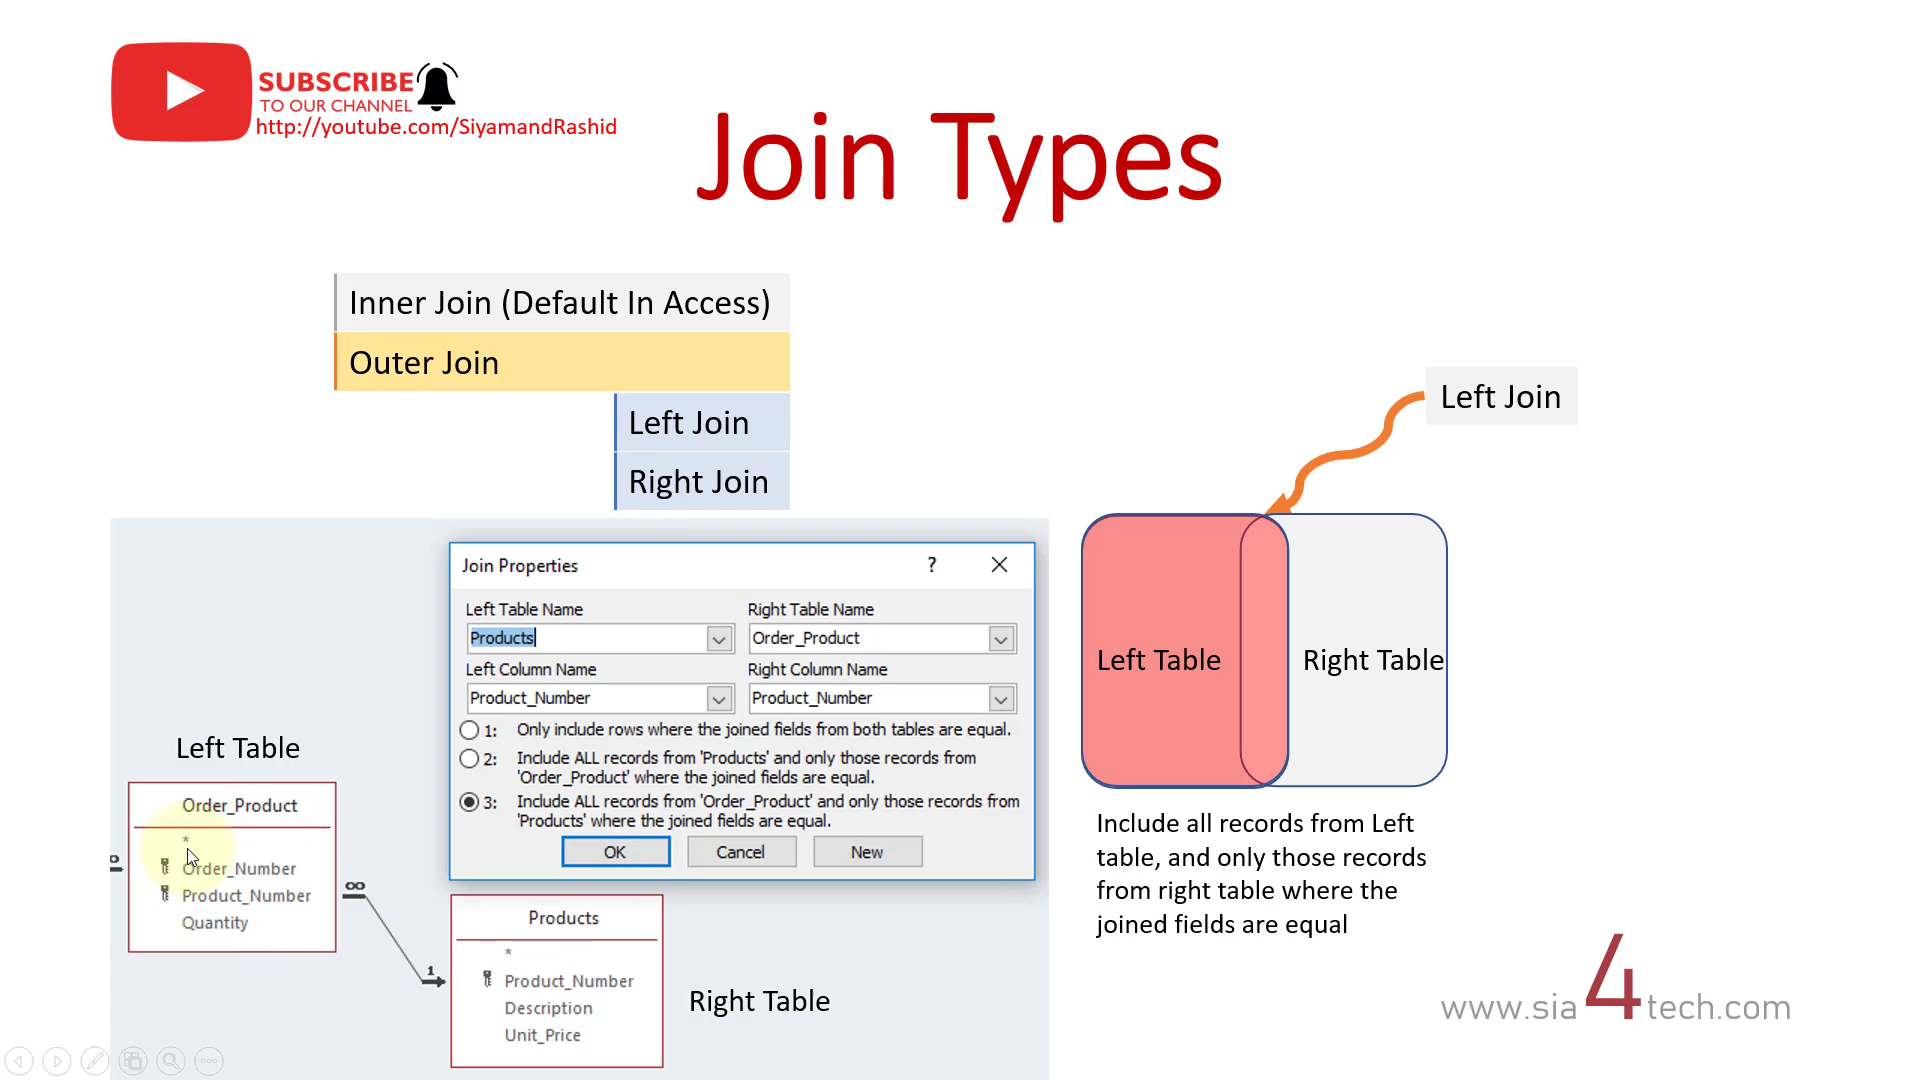 SUBSCRIBE
TO OUR CHANNEL
http://youtube.com/SiyamandRashid
Join Types
Inner Join (Default In Access)
Outer Join
Left Join
Right Join
Left Join
Join Properties
?
Left Table Name
Right Table Name
Products
Order_Product
Left Column Name
Right Column Name
Product_Number
Product_Number
1: Only include rows where the joined fields from both tables are equal.
2: Include ALL records from 'Products' and only those records from
'Order_Product' where the joined fields are equal.
3: Include ALL records from 'Order_Product' and only those records from
'Products' where the joined fields are equal.
OK
Cancel
New
Left Table
Order_Product
*
Order_Number
Product_Number
Quantity
∞
1
Products
*
Product_Number
Description
Unit_Price
Right Table
Left Table
Right Table
Include all records from Left
table, and only those records
from right table where the
joined fields are equal
www.sia4tech.com